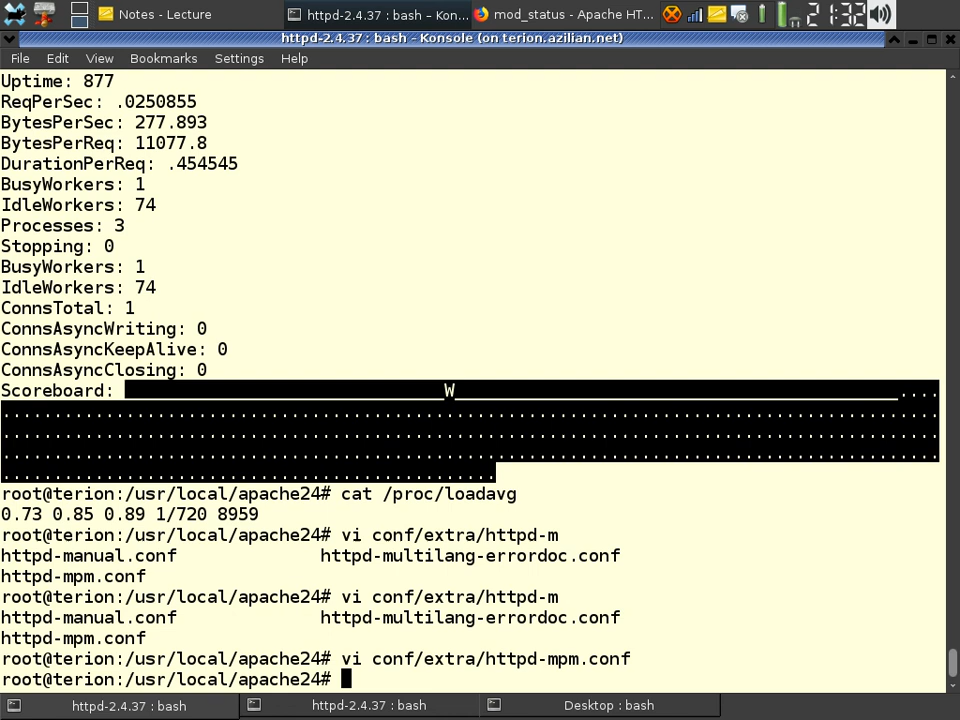 Notes - Lecture
httpd-2.4.37 : bash – Kon...
mod_status - Apache HT...
2 1:32
httpd-2.4.37 : bash - Konsole (on terion.azilian.net)
File Edit View Bookmarks Settings Help
Uptime: 877
ReqPerSec: .0250855
BytesPerSec: 277.893
BytesPerReq: 11077.8
DurationPerReq: .454545
BusyWorkers: 1
IdleWorkers: 74
Processes: 3
Stopping: 0
BusyWorkers: 1
IdleWorkers: 74
ConnsTotal: 1
ConnsAsyncWriting: 0
ConnsAsyncKeepAlive: 0
ConnsAsyncClosing: 0
Scoreboard: _______________________________W___________________________________________....
...........................................................................................
...........................................................................................
...........................................................................................
................................................
root@terion:/usr/local/apache24# cat /proc/loadavg
0.73 0.85 0.89 1/720 8959
root@terion:/usr/local/apache24# vi conf/extra/httpd-m
httpd-manual.conf httpd-multilang-errordoc.conf
httpd-mpm.conf
root@terion:/usr/local/apache24# vi conf/extra/httpd-m
httpd-manual.conf httpd-multilang-errordoc.conf
httpd-mpm.conf
root@terion:/usr/local/apache24# vi conf/extra/httpd-mpm.conf
root@terion:/usr/local/apache24#
httpd-2.4.37 : bash
httpd-2.4.37 : bash
Desktop : bash